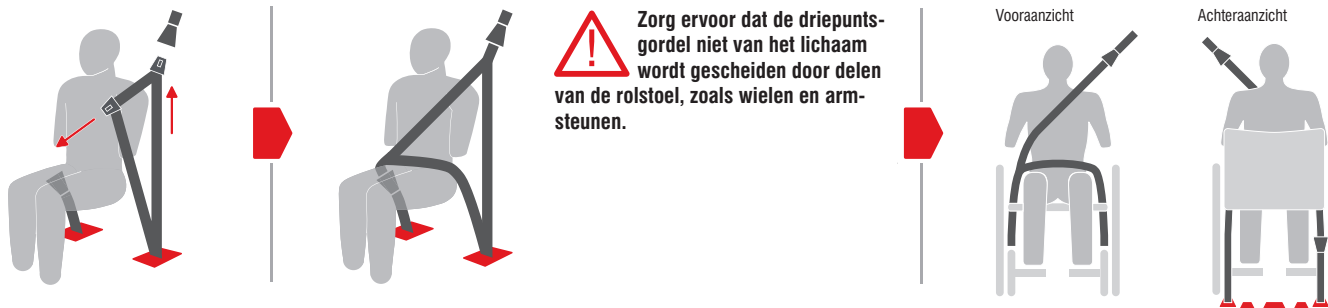 Zorg ervoor dat de driepunts-
gordel niet van het lichaam
wordt gescheiden door delen
van de rolstoel, zoals wielen en arm-
steunen.
Vooraanzicht
Achteraanzicht